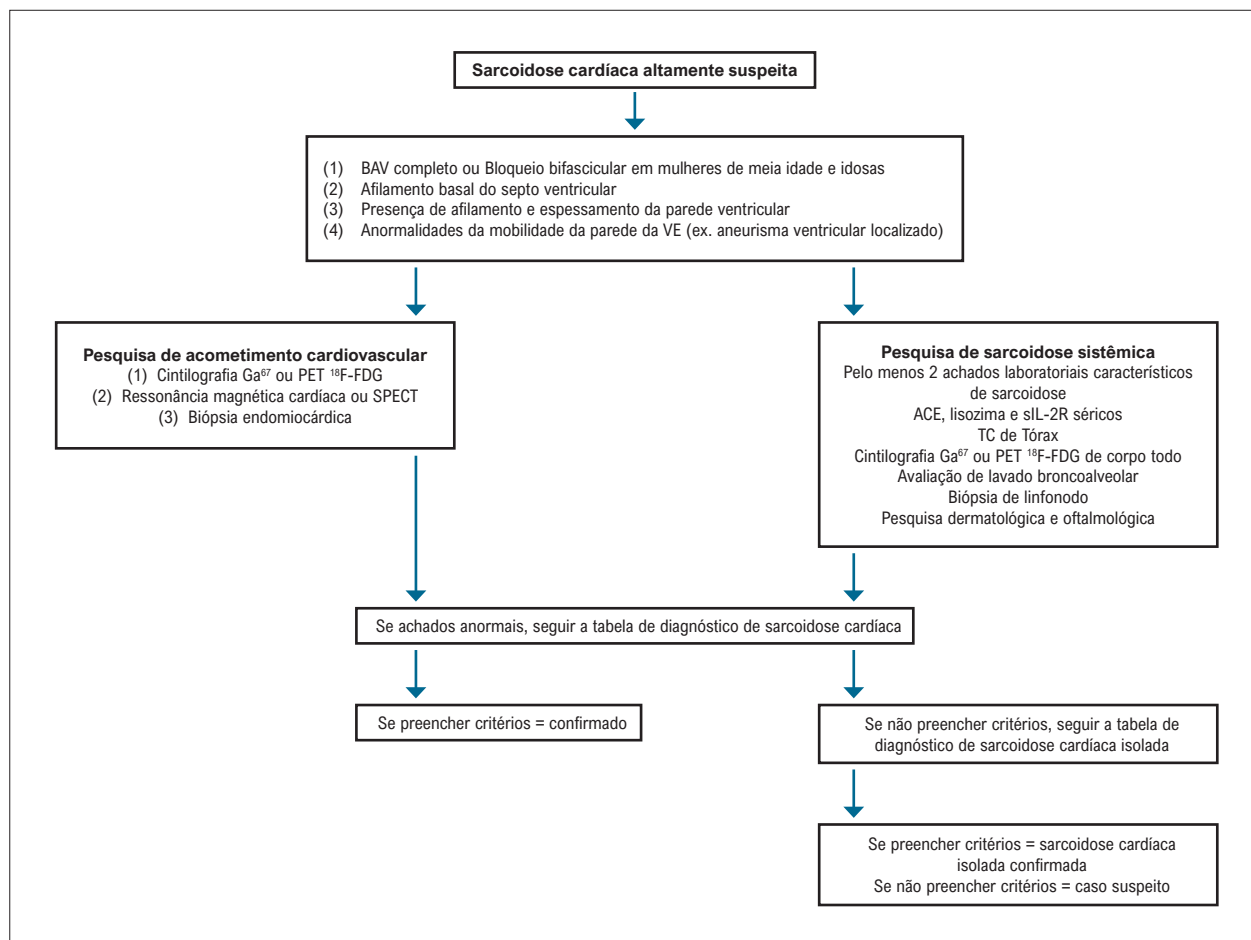 Sarcoidose cardíaca altamente suspeita
(1) BAV completo ou Bloqueio bifascicular em mulheres de meia idade e idosas
(2) Afilamento basal do septo ventricular
(3) Presença de afilamento e espessamento da parede ventricular
(4) Anormalidades da mobilidade da parede da VE (ex. aneurisma ventricular localizado)
Pesquisa de acometimento cardiovascular
(1) Cintilografia Ga⁶⁷ ou PET ¹⁸F-FDG
(2) Ressonância magnética cardíaca ou SPECT
(3) Biópsia endomiocárdica
Pesquisa de sarcoidose sistêmica
Pelo menos 2 achados laboratoriais característicos
de sarcoidose
ACE, lisozima e sIL-2R séricos
TC de Tórax
Cintilografia Ga⁶⁷ ou PET ¹⁸F-FDG de corpo todo
Avaliação de lavado broncoalveolar
Biópsia de linfonodo
Pesquisa dermatológica e oftalmológica
Se achados anormais, seguir a tabela de diagnóstico de sarcoidose cardíaca
Se preencher critérios = confirmado
Se não preencher critérios, seguir a tabela de
diagnóstico de sarcoidose cardíaca isolada
Se preencher critérios = sarcoidose cardíaca
isolada confirmada
Se não preencher critérios = caso suspeito